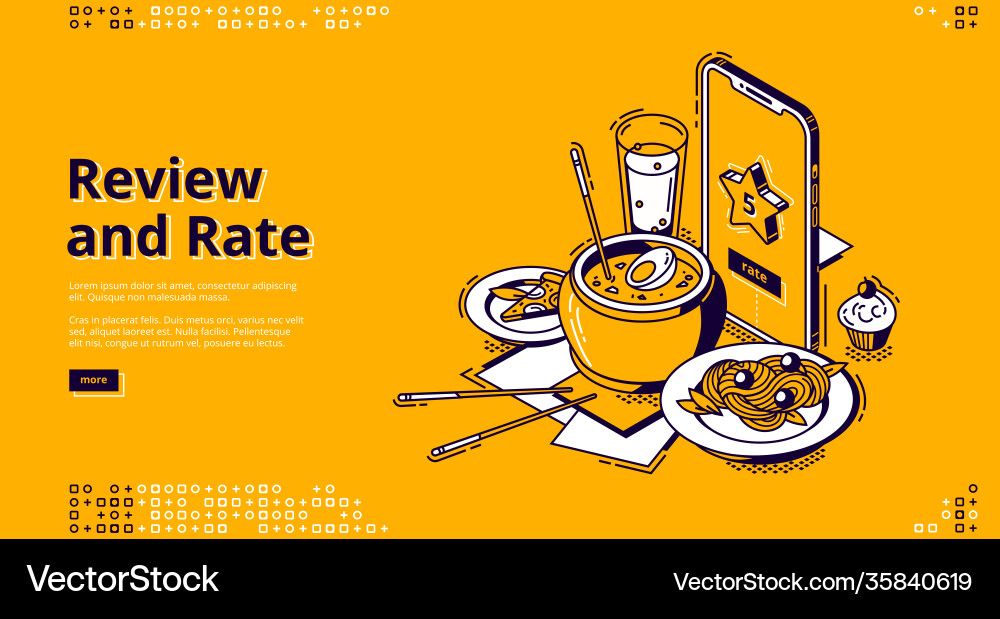 Review
and Rate
Lorem ipsum dolor sit amet, consectetur adipiscing
elit. Quisque non malesuada massa.
Cras in placerat felis. Duis metus orci, varius nec velit
sed, aliquet laoreet est. Nulla facilisi. Pellentesque
elit nisi, congue ut rutrum vel, posuere eu lectus.
more
5
rate
VectorStock
VectorStock.com/35840619